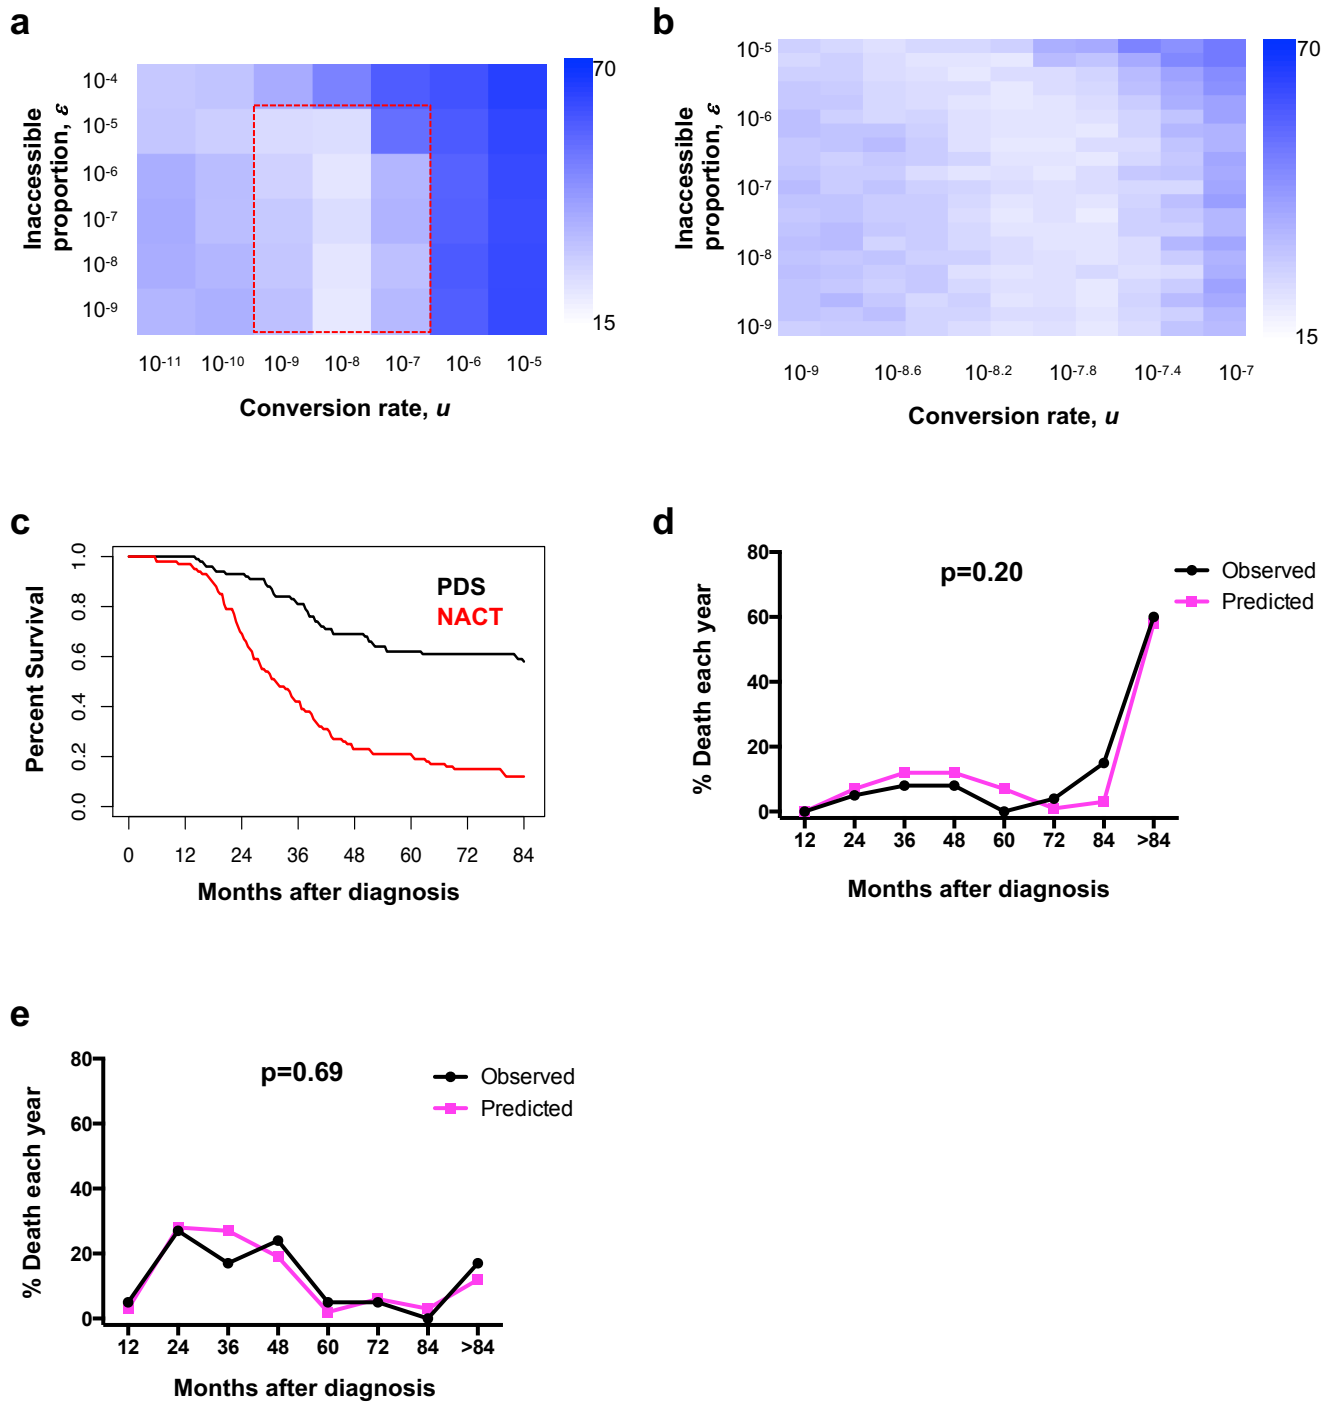 a
Inaccessible
proportion, ε
10-4
10-5
10-6
10-7
10-8
10-9
10-11 10-10 10-9 10-8 10-7 10-6 10-5
Conversion rate, u
70
15
b
Inaccessible
proportion, ε
10-5
10-6
10-7
10-8
10-9
10-9 10-8.6 10-8.2 10-7.8 10-7.4 10-7
Conversion rate, u
70
15
c
Percent Survival
1.0
0.8
0.6
0.4
0.2
0.0
PDS
NACT
0 12 24 36 48 60 72 84
Months after diagnosis
d
% Death each year
80
60
40
20
0
p=0.20
Observed
Predicted
12 24 36 48 60 72 84 >84
Months after diagnosis
e
% Death each year
80
60
40
20
0
p=0.69
Observed
Predicted
12 24 36 48 60 72 84 >84
Months after diagnosis